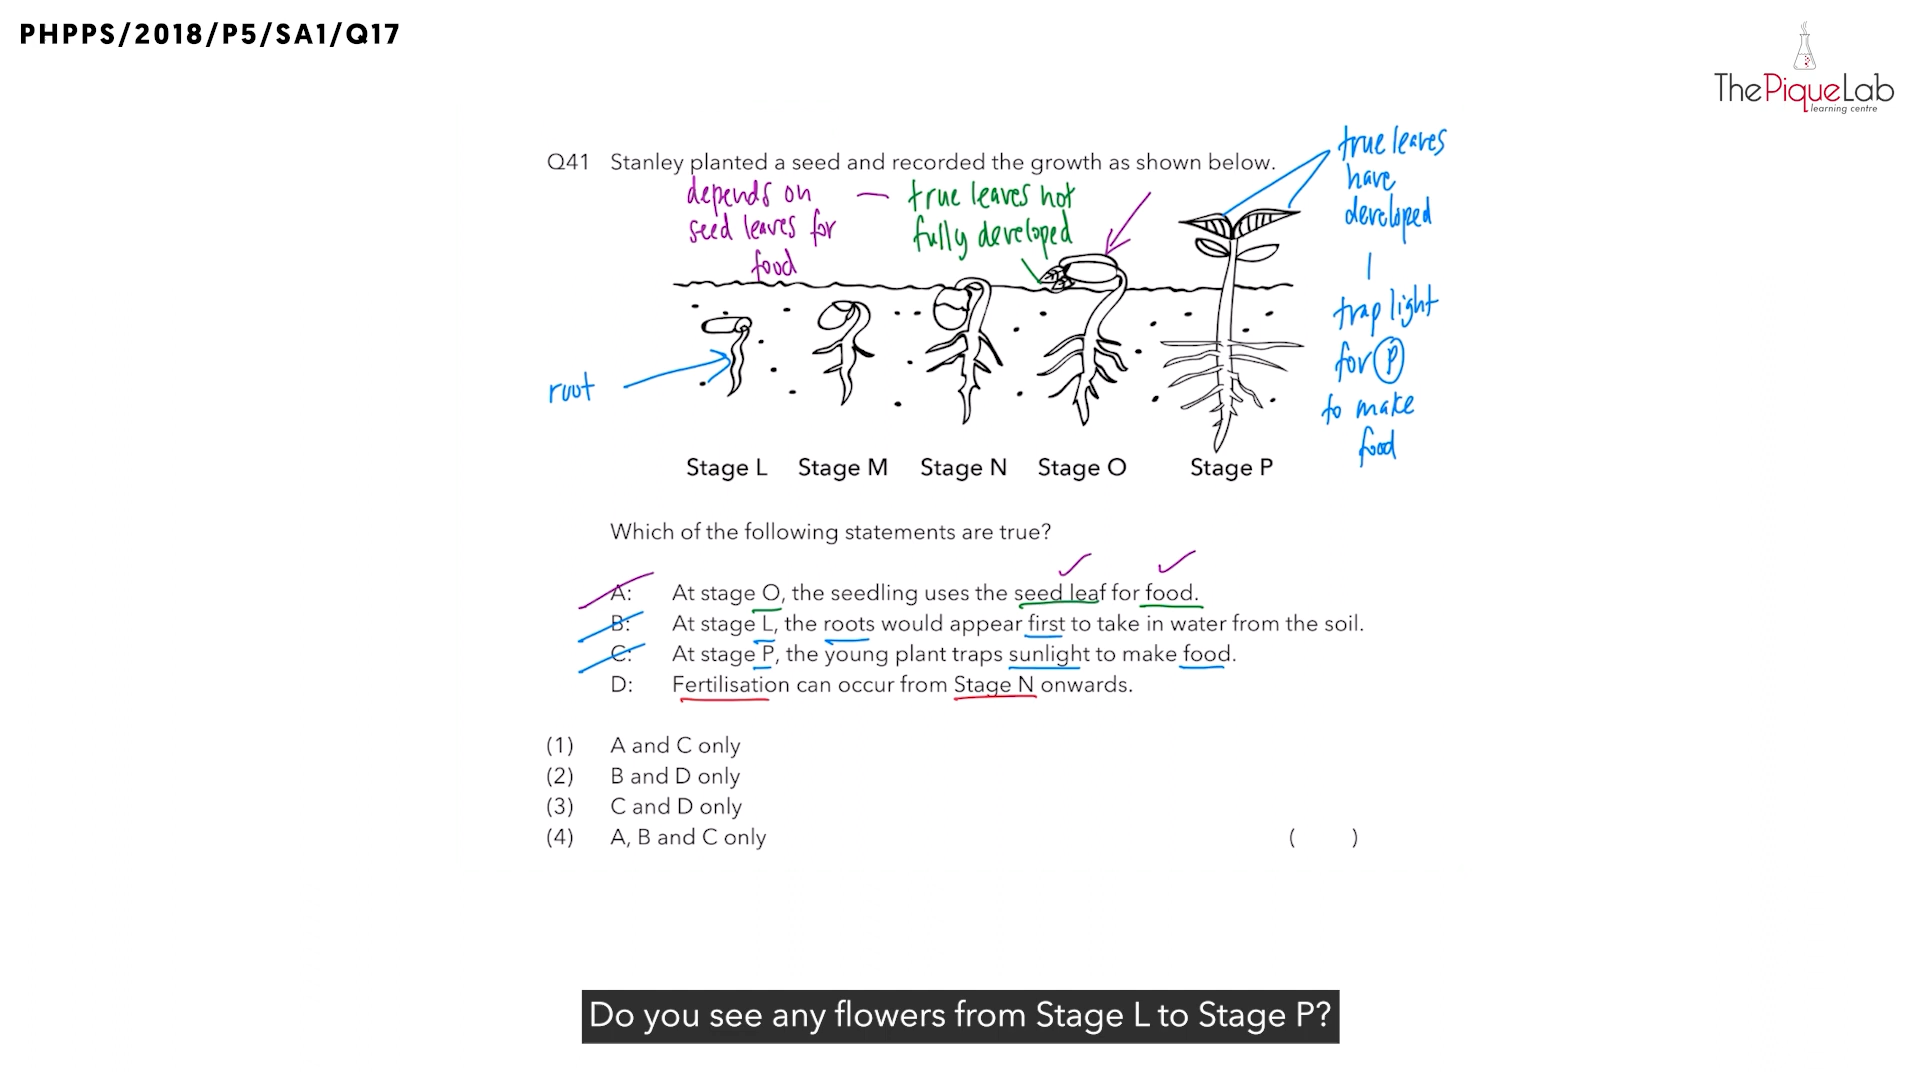 PHPPS/2018/P5/SA1/Q17
ThePiqueLab
learning centre
Q41 Stanley planted a seed and recorded the growth as shown below.
depends on
seed leaves for
food
true leaves not
fully developed
true leaves
have
developed
trap light
for P
to make
food
root
Stage L Stage M Stage N Stage O Stage P
Which of the following statements are true?
A: At stage O, the seedling uses the seed leaf for food.
B: At stage L, the roots would appear first to take in water from the soil.
C: At stage P, the young plant traps sunlight to make food.
D: Fertilisation can occur from Stage N onwards.
(1) A and C only
(2) B and D only
(3) C and D only
(4) A, B and C only ( )
Do you see any flowers from Stage L to Stage P?